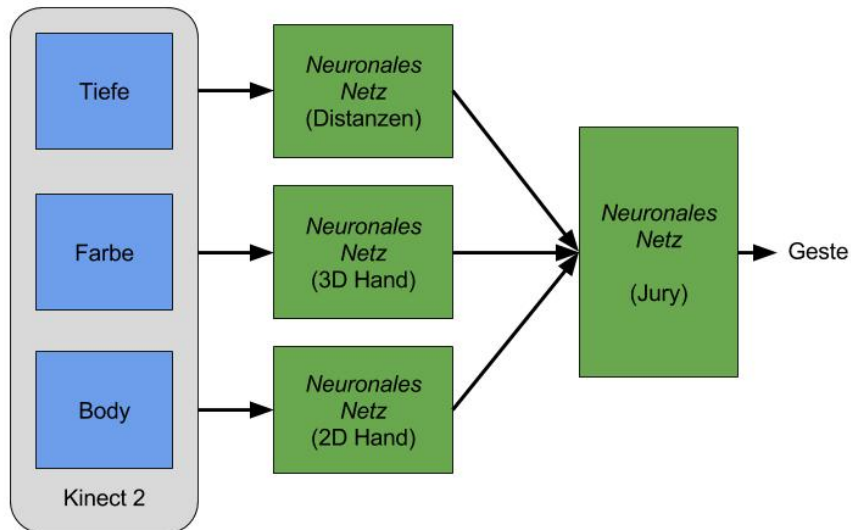 Tiefe
Farbe
Body
Kinect 2
Neuronales
Netz
(Distanzen)
Neuronales
Netz
(3D Hand)
Neuronales
Netz
(2D Hand)
Neuronales
Netz
(Jury)
Geste